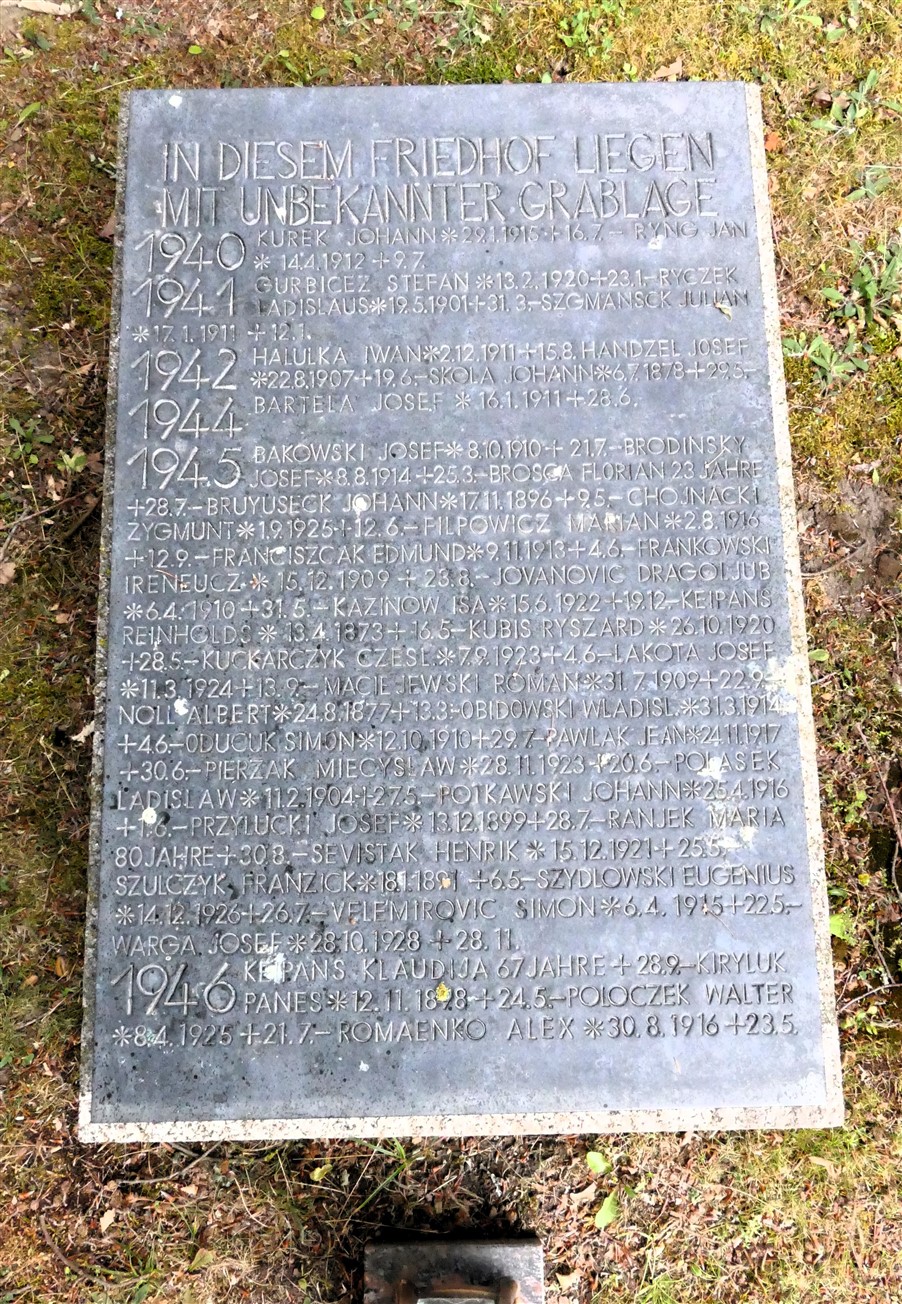 IN DIESEM FRIEDHOF LIEGEN
MIT UNBEKANNTER GRABLAGE
1940 KUREK JOHANN*29.1.1915+16.7.– RYNG JAN
* 14.4.1912 +9.7.
1941 GURBICEZ STEFAN *13.2.1920+23.1.–RYCZEK
LADISLAUS*19.5.1901+31.3.–SZGMANSCK JULIAN
*17.1.1911 +12.1.
1942 HALULKA IWAN*2.12.1911+15.8. HANDZEL JOSEF
*22.8.1907+19.6.–SKOLA JOHANN*6.7.1878+29.5.–
1944 BARTELA JOSEF *16.1.1911+28.6.
1945 BAKOWSKI JOSEF*8.10.1910+21.7.–BRODINSKY
JOSEF*8.8.1914+25.3.–BROSCA FLORIAN 23 JAHRE
+28.7.–BRUYUSECK JOHANN*17.11.1896+9.5.–CHOJNACKI
ZYGMUNT*1.9.1925+12.6.–FILPOWICZ MARIAN*2.8.1916
+12.9.–FRANCISZCAK EDMUND*9.11.1913+4.6.–FRANKOWSKI
IRENEUCZ* 15.12.1909 + 23.8.–JOVANOVIC DRAGOLJUB
*6.4.1910+31.5.–KAZINOW ISA*15.6.1922+19.12.–KEIPANS
REINHOLDS * 13.4.1873+16.5–KUBIS RYSZARD*26.10.1920
+28.5.–KUCKARCZYK CZESL.*7.9.1923+4.6.–LAKOTA JOSEF
*11.3.1924+13.9.–MACIEJEWSKI ROMAN*31.7.1909+22.9.–
NOLL ALBERT*24.8.1877+13.3–OBIDOWSKI WLADISL.*31.3.1914
+4.6.–ODUCUK SIMON*12.10.1910+29.7.–PAWLAK JEAN*24.11.1917
+30.6–PIERZAK MIECYSLAW*28.11.1923+20.6.–POLASEK
LADISLAW*11.2.1904+27.5.–POTKAWSKI JOHANN*25.4.1916
+1.6.–PRZYLUCKI JOSEF*13.12.1899+28.7.–RANJEK MARIA
80 JAHRE+30.8.–SEVISTAK HENRIK*15.12.1921+25.5.–
SZULCZYK FRANZICK*18.1.1891 +6.5.–SZYDLOWSKI EUGENIUS
*14.12.1926+26.7.–VELEMIROVIC SIMON*6.4.1915+22.5.–
WARGA JOSEF*28.10.1928+28.11.
1946 KEIPANS KLAUDIJA 67 JAHRE+28.9.–KIRYLUK
PANES*12.11.1898+24.5.–POLOCZEK WALTER
*8.4.1925+21.7.–ROMAENKO ALEX *30.8.1916+23.5.